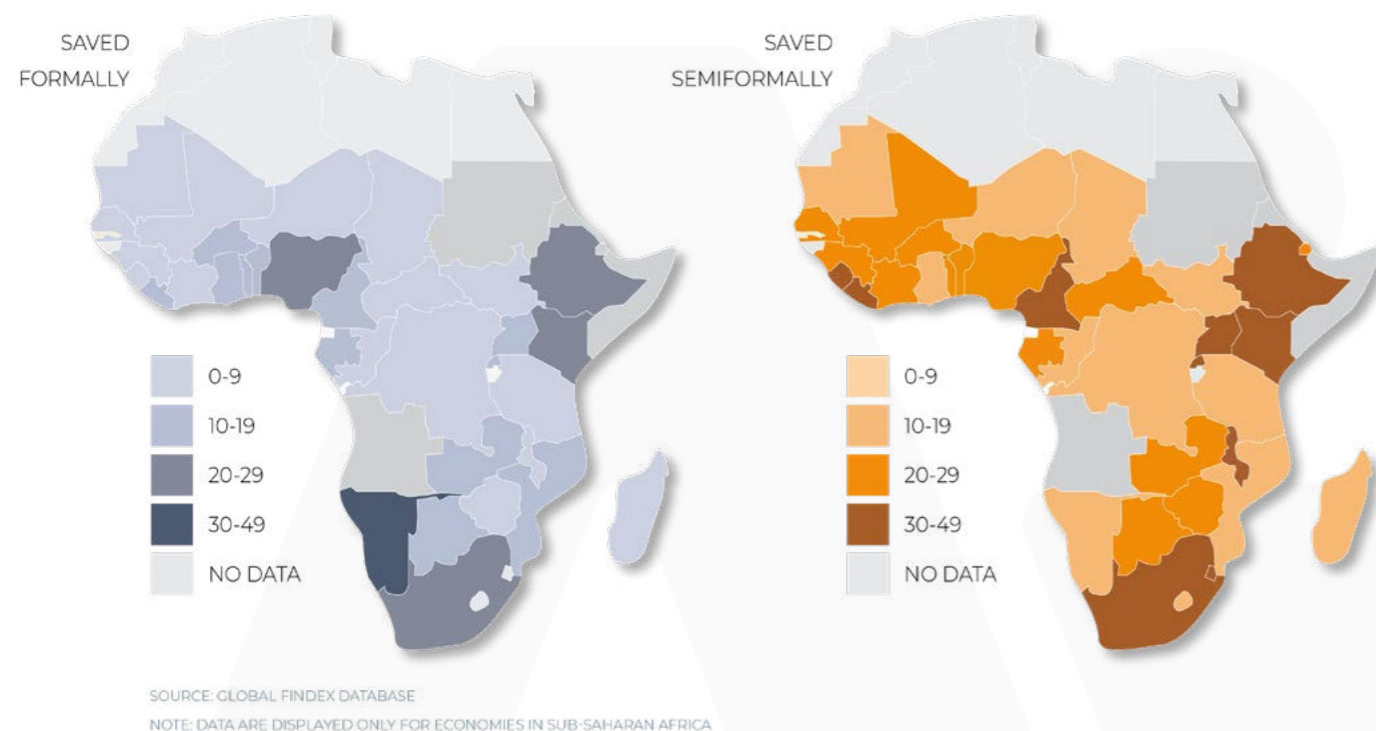 SAVED
FORMALLY
0-9
10-19
20-29
30-49
NO DATA
SAVED
SEMIFORMALLY
0-9
10-19
20-29
30-49
NO DATA
SOURCE: GLOBAL FINDEX DATABASE
NOTE: DATA ARE DISPLAYED ONLY FOR ECONOMIES IN SUB-SAHARAN AFRICA